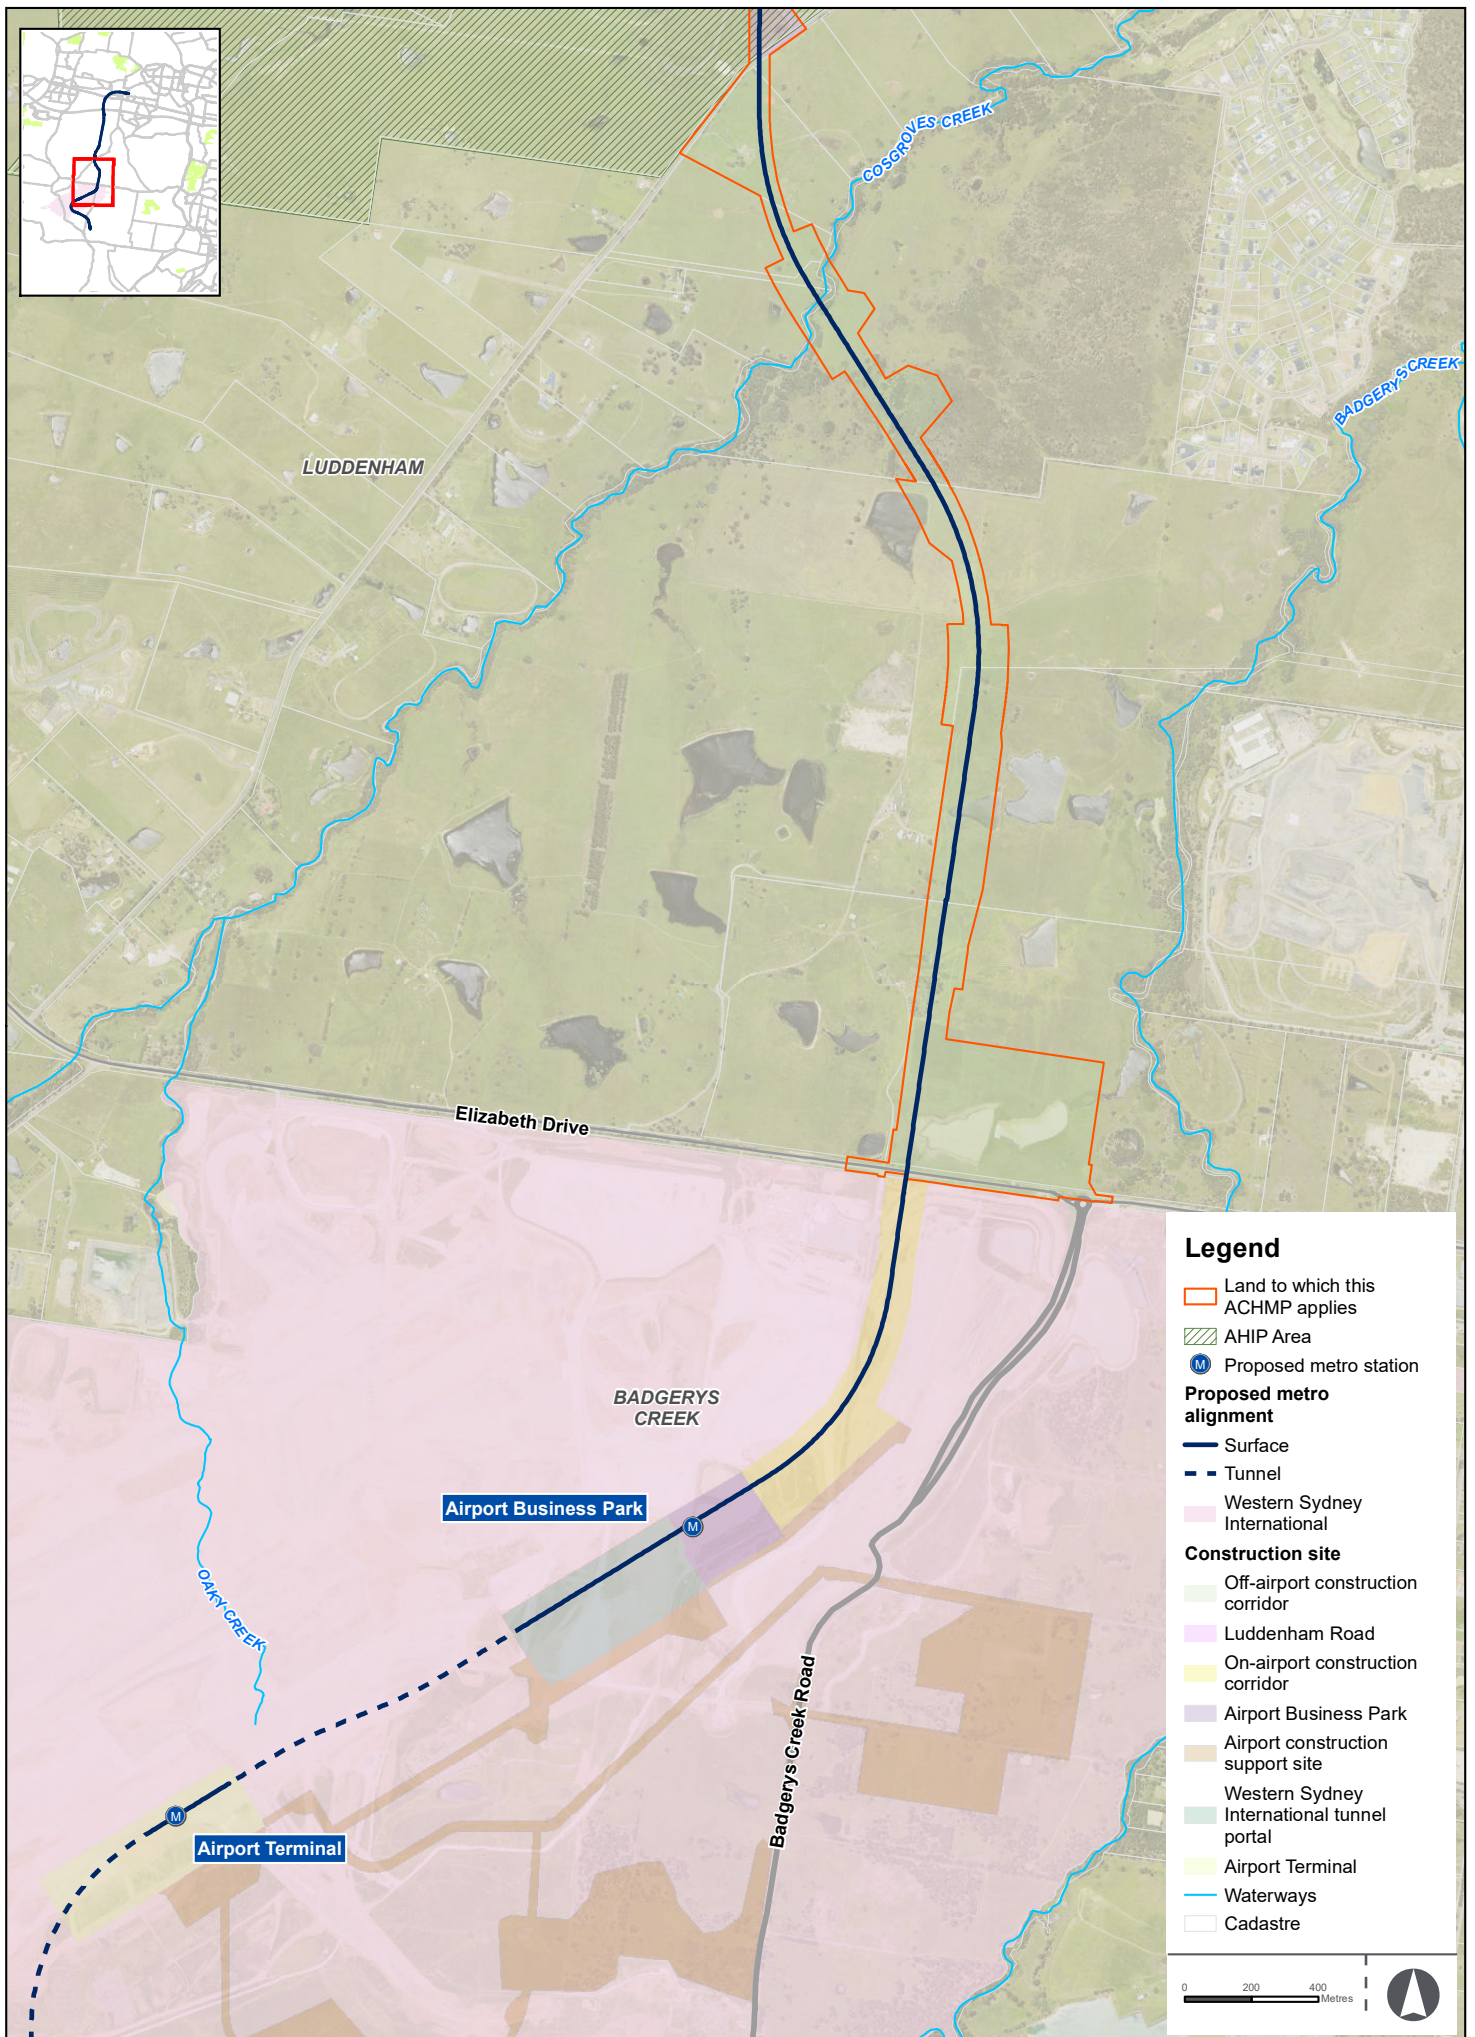 COSGROVES CREEK
BADGERYS CREEK
LUDDENHAM
Elizabeth Drive
BADGERYS
CREEK
Airport Business Park
M
OAKY CREEK
Badgerys Creek Road
M
Airport Terminal
Legend
Land to which this
ACHMP applies
AHIP Area
M
Proposed metro station
Proposed metro
alignment
Surface
Tunnel
Western Sydney
International
Construction site
Off-airport construction
corridor
Luddenham Road
On-airport construction
corridor
Airport Business Park
Airport construction
support site
Western Sydney
International tunnel
portal
Airport Terminal
Waterways
Cadastre
0 200 400
Metres